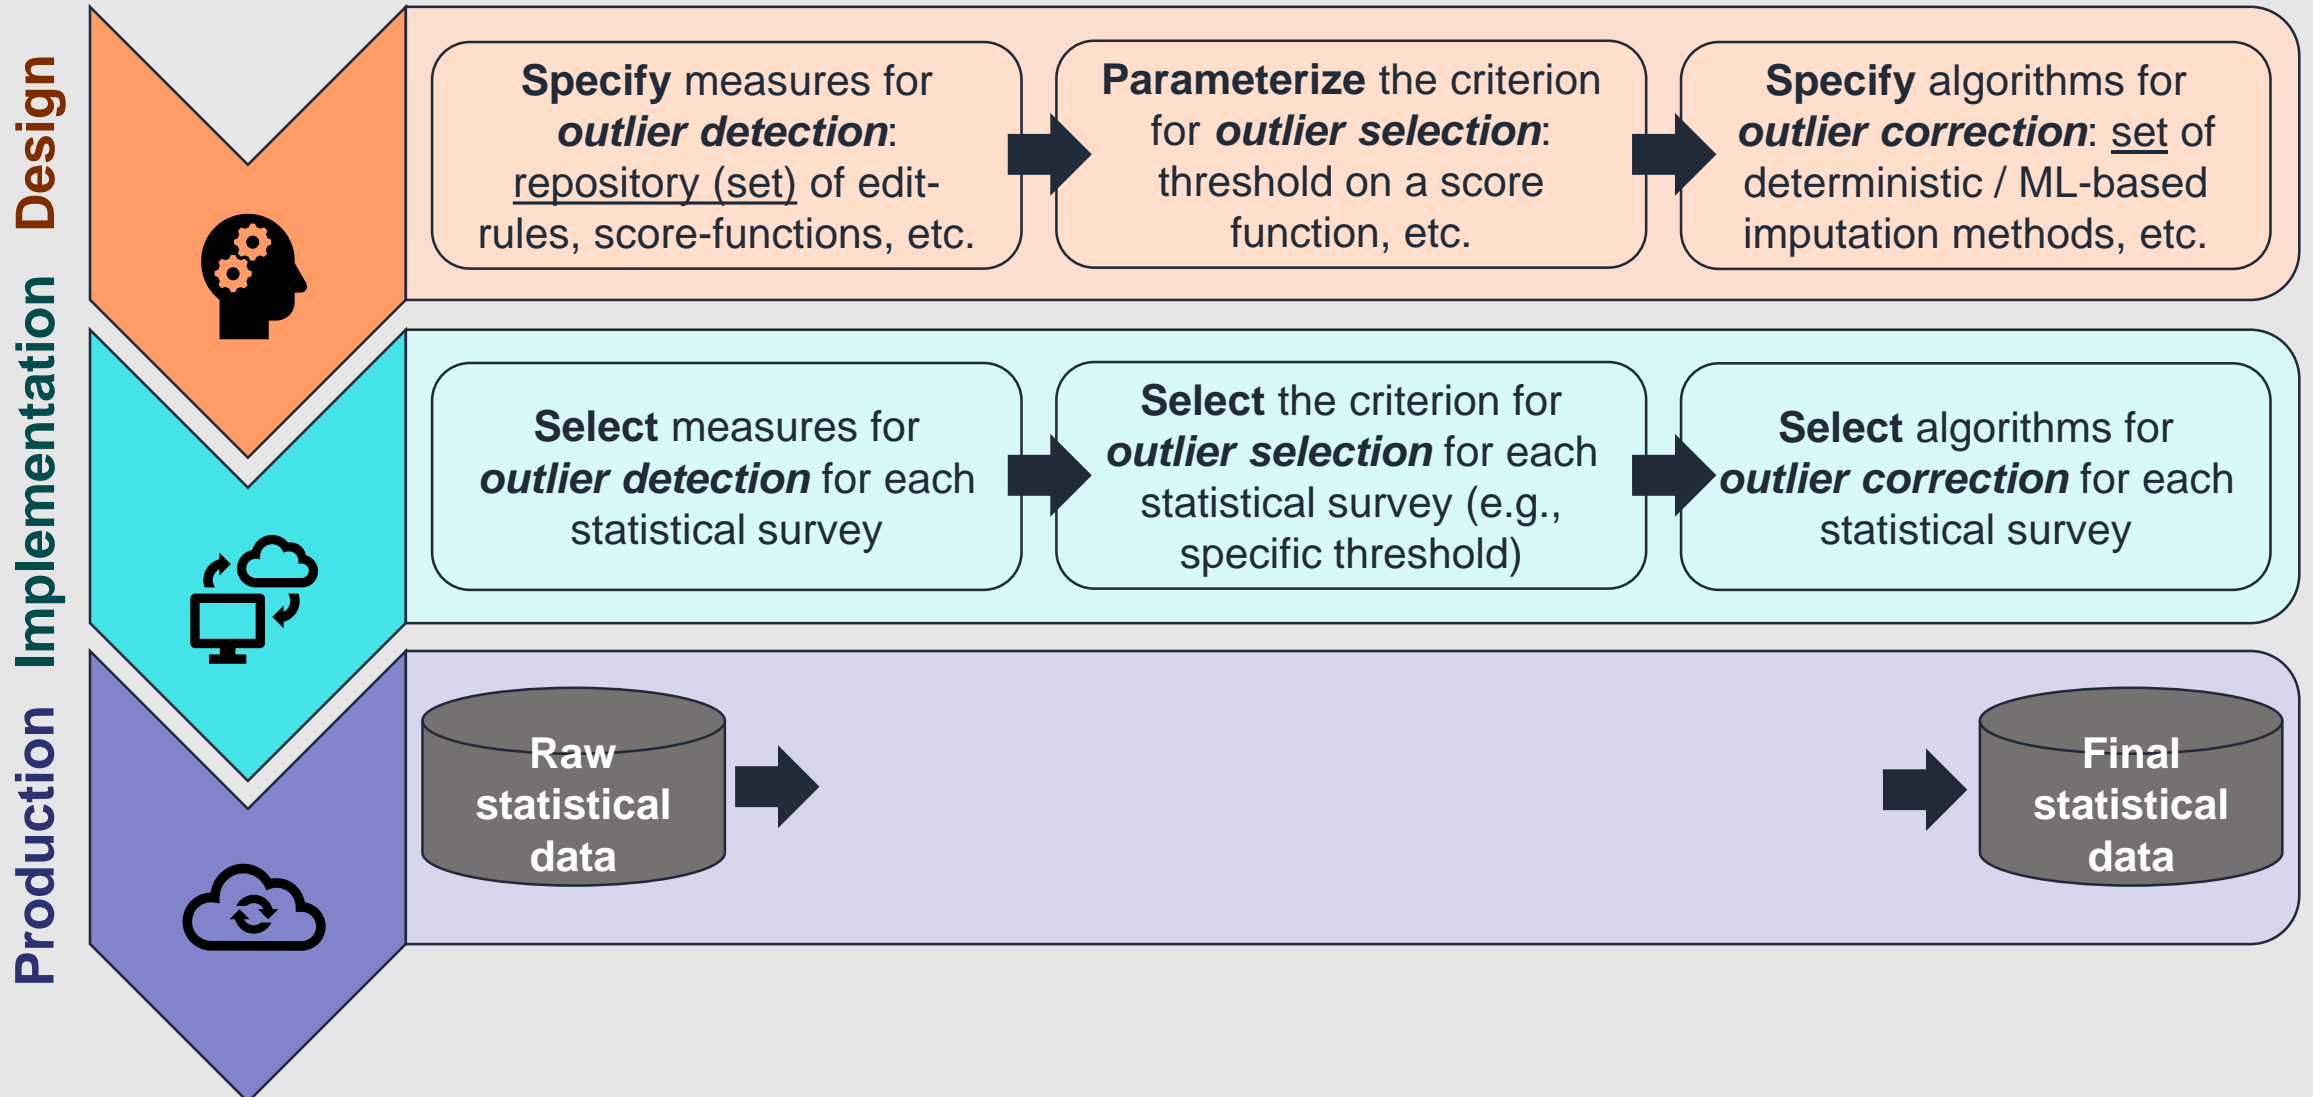 Design
Specify measures for
outlier detection:
repository (set) of edit-
rules, score-functions, etc.
Parameterize the criterion
for outlier selection:
threshold on a score
function, etc.
Specify algorithms for
outlier correction: set of
deterministic / ML-based
imputation methods, etc.
Implementation
Select measures for
outlier detection for each
statistical survey
Select the criterion for
outlier selection for each
statistical survey (e.g.,
specific threshold)
Select algorithms for
outlier correction for each
statistical survey
Production
Raw
statistical
data
Final
statistical
data